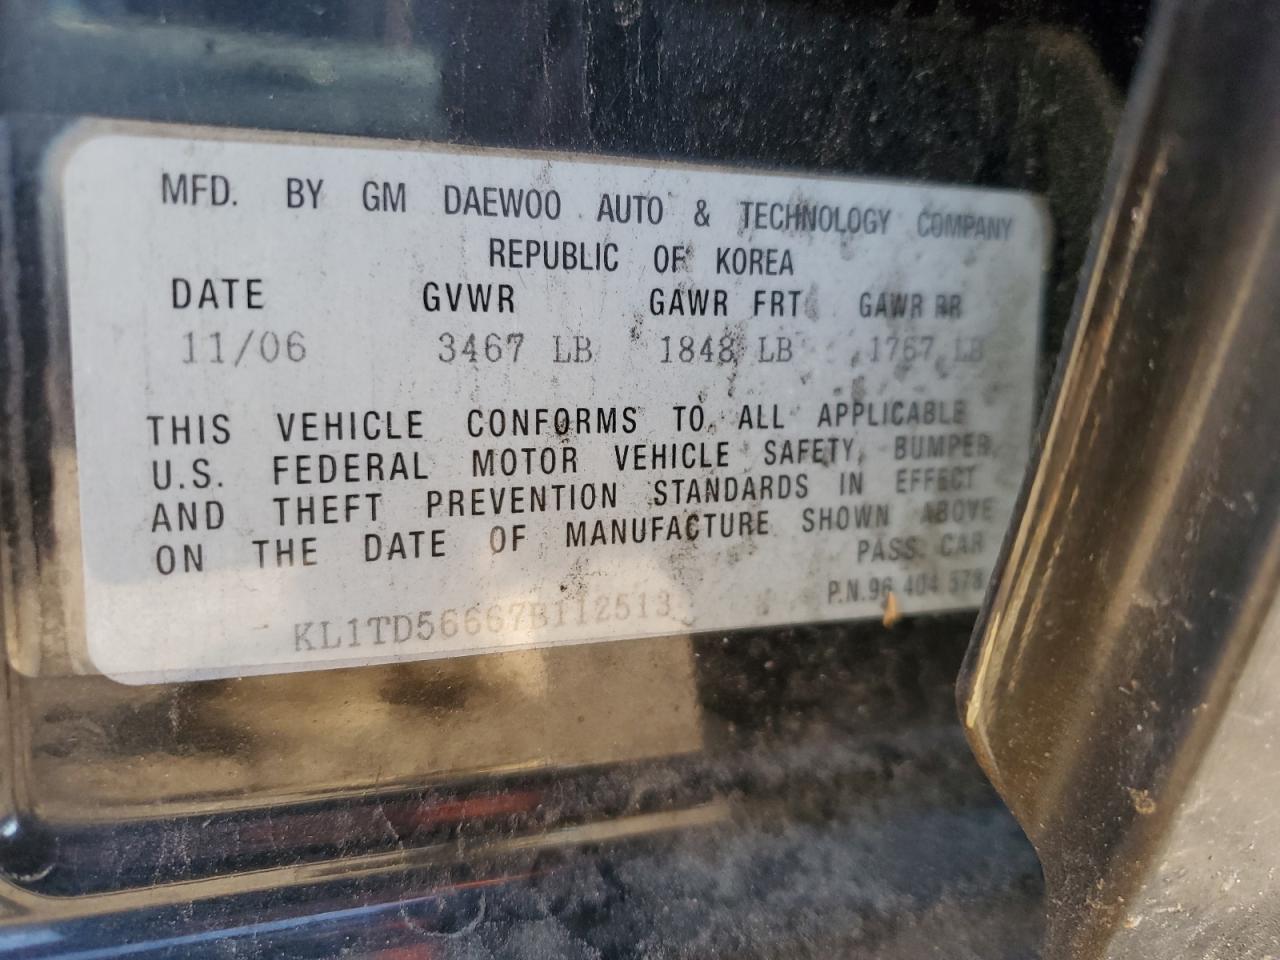 MFD. BY GM DAEWOO AUTO & TECHNOLOGY COMPANY
REPUBLIC OF KOREA
DATE GVWR GAWR FRT GAWR RR
11/06 3467 LB 1848 LB 1767 LB
THIS VEHICLE CONFORMS TO ALL APPLICABLE
U.S. FEDERAL MOTOR VEHICLE SAFETY, BUMPER,
AND THEFT PREVENTION STANDARDS IN EFFECT
ON THE DATE OF MANUFACTURE SHOWN ABOVE
PASS. CAR
KL1TD56667B112513
P.N.96 404 578